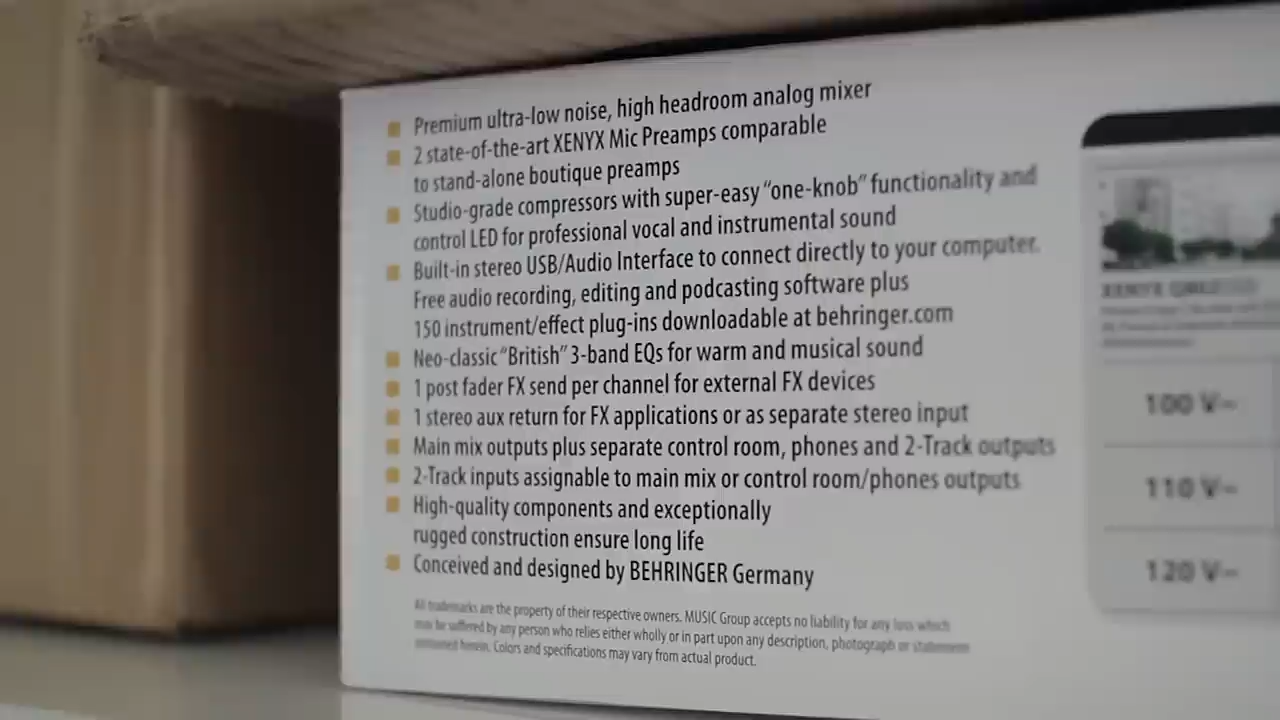 Premium ultra-low noise, high headroom analog mixer
2 state-of-the-art XENYX Mic Preamps comparable
to stand-alone boutique preamps
Studio-grade compressors with super-easy “one-knob” functionality and
control LED for professional vocal and instrumental sound
Built-in stereo USB/Audio Interface to connect directly to your computer.
Free audio recording, editing and podcasting software plus
150 instrument/effect plug-ins downloadable at behringer.com
Neo-classic “British” 3-band EQs for warm and musical sound
1 post fader FX send per channel for external FX devices
1 stereo aux return for FX applications or as separate stereo input
Main mix outputs plus separate control room, phones and 2-Track outputs
2-Track inputs assignable to main mix or control room/phones outputs
High-quality components and exceptionally
rugged construction ensure long life
Conceived and designed by BEHRINGER Germany
All trademarks are the property of their respective owners. MUSIC Group accepts no liability for any loss which
may be suffered by any person who relies either wholly or in part upon any description, photograph or statement
contained herein. Colors and specifications may vary from actual product.
XENYX
100 V~
110 V~
120 V~